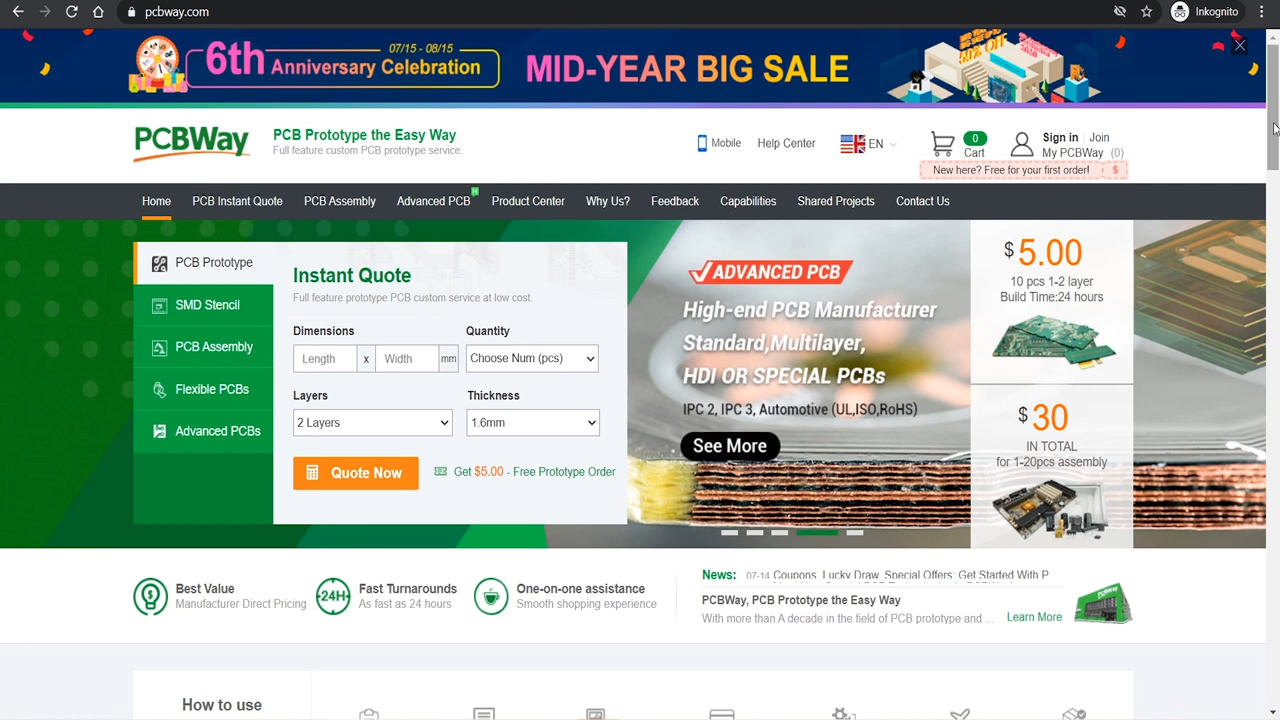 pcbway.com
Inkognito
6th Anniversary Celebration
07/15 - 08/15
MID-YEAR BIG SALE
PCBWay
PCB Prototype the Easy Way
Full feature custom PCB prototype service.
Mobile
Help Center
EN
0
Cart
Sign in | Join
My PCBWay (0)
New here? Free for your first order! $
Home
PCB Instant Quote
PCB Assembly
Advanced PCB
Product Center
Why Us?
Feedback
Capabilities
Shared Projects
Contact Us
PCB Prototype
SMD Stencil
PCB Assembly
Flexible PCBs
Advanced PCBs
Instant Quote
Full feature prototype PCB custom service at low cost.
Dimensions
Quantity
Length x Width mm
Choose Num (pcs)
Layers
Thickness
2 Layers
1.6mm
Quote Now
Get $5.00 - Free Prototype Order
ADVANCED PCB
High-end PCB Manufacturer
Standard,Multilayer,
HDI OR SPECIAL PCBs
IPC 2, IPC 3, Automotive (UL,ISO,RoHS)
See More
$5.00
10 pcs 1-2 layer
Build Time:24 hours
$30
IN TOTAL
for 1-20pcs assembly
Best Value
Manufacturer Direct Pricing
24H
Fast Turnarounds
As fast as 24 hours
One-on-one assistance
Smooth shopping experience
News:
07-14 Coupons, Lucky Draw, Special Offers: Get Started With P
PCBWay, PCB Prototype the Easy Way
With more than A decade in the field of PCB prototype and ...
Learn More
How to use